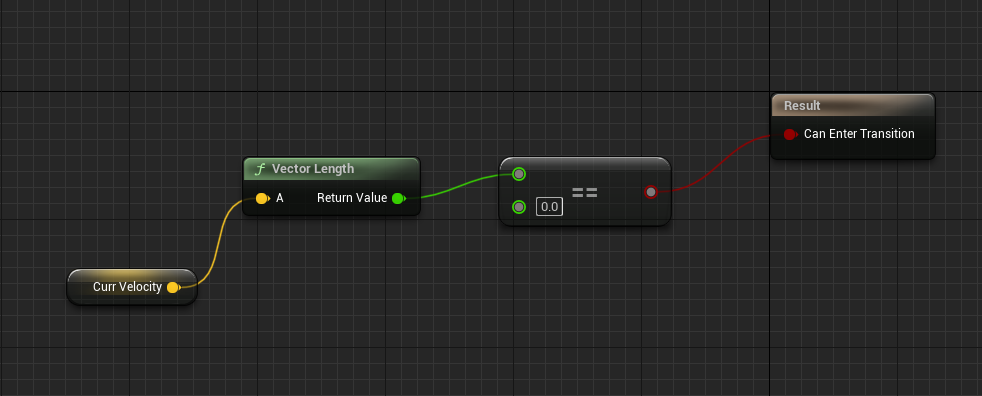 Result
Can Enter Transition
f Vector Length
A Return Value
0.0 ==
Curr Velocity